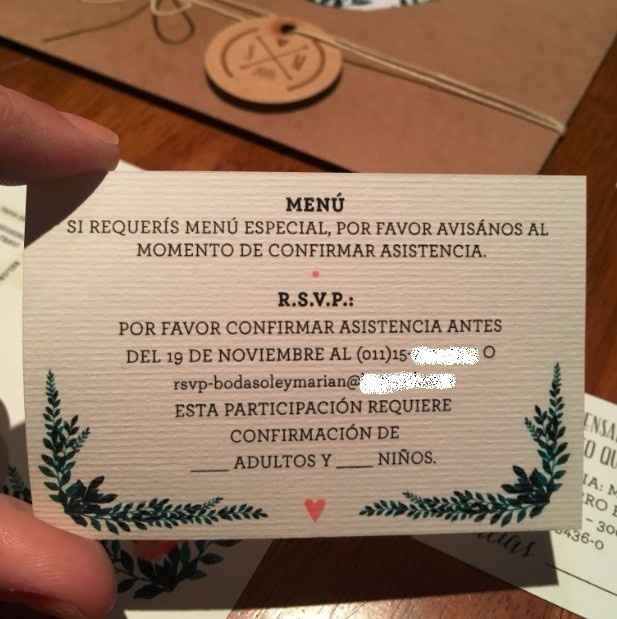 MENÚ
SI REQUERÍS MENÚ ESPECIAL, POR FAVOR AVISÁNOS AL
MOMENTO DE CONFIRMAR ASISTENCIA.
R.S.V.P.:
POR FAVOR CONFIRMAR ASISTENCIA ANTES
DEL 19 DE NOVIEMBRE AL (011)15- O
rsvp-bodasoleymarian@
ESTA PARTICIPACIÓN REQUIERE
CONFIRMACIÓN DE
____ ADULTOS Y ____ NIÑOS.